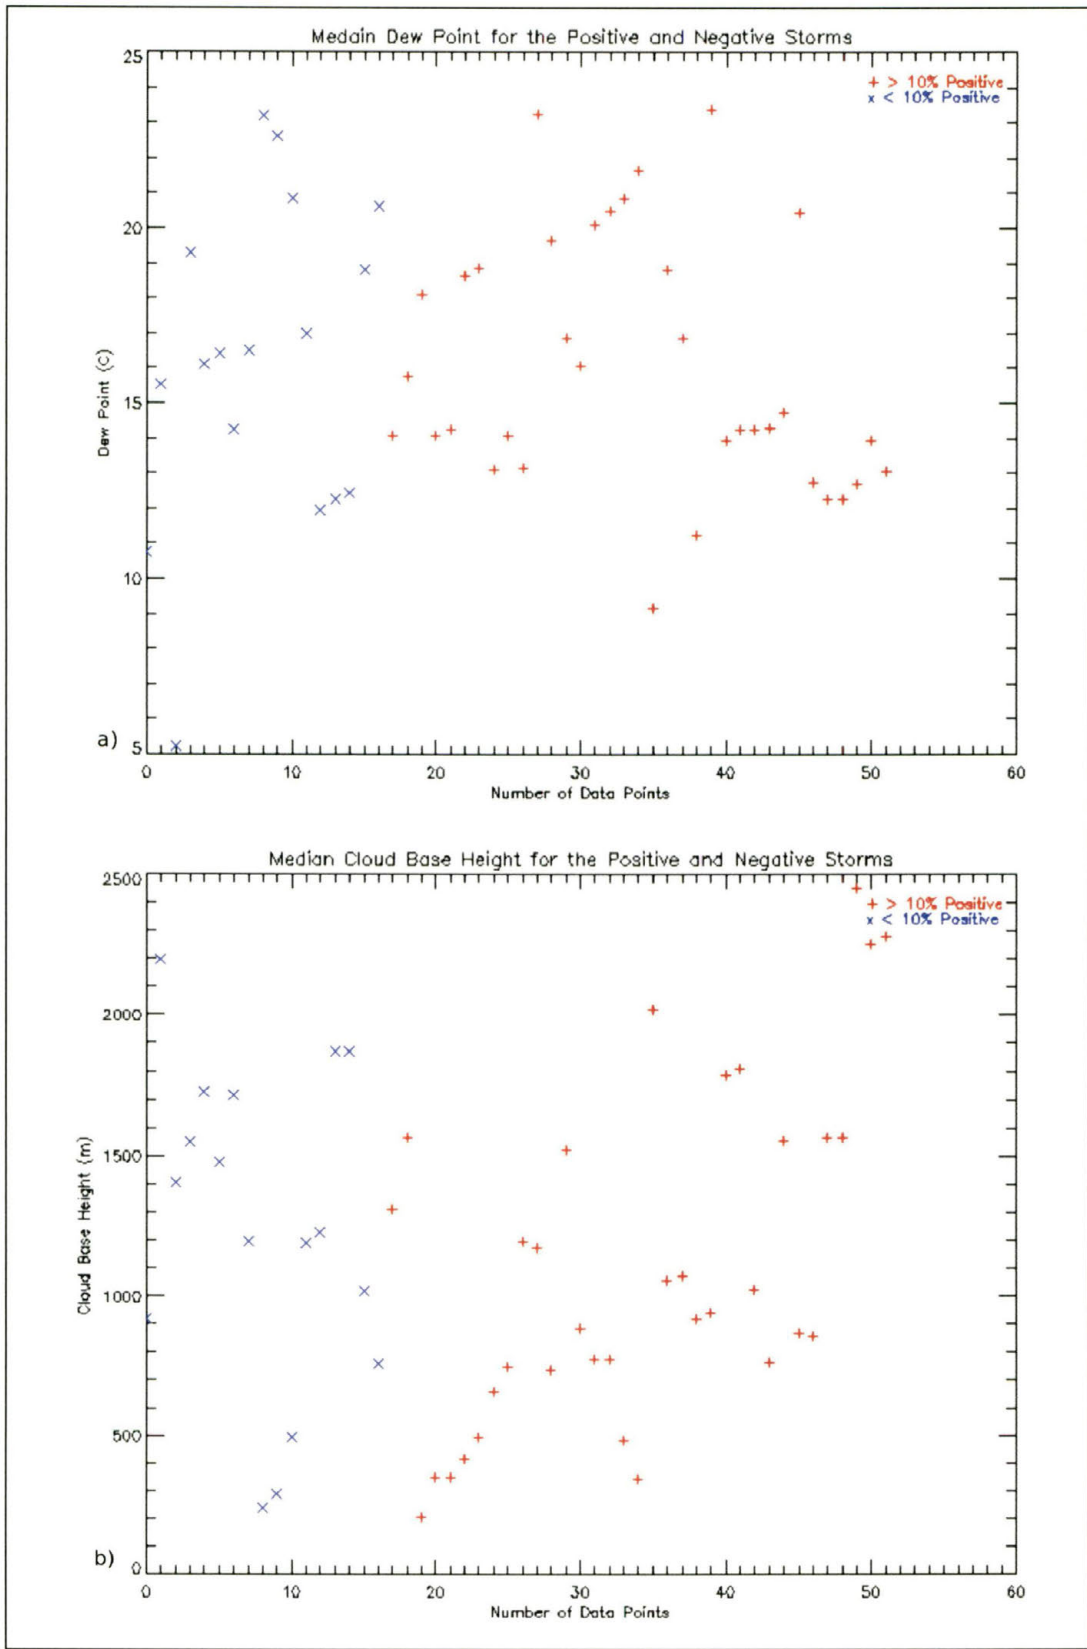 Medain Dew Point for the Positive and Negative Storms
25
+ > 10% Positive
x < 10% Positive
20
15
Dew Point (C)
10
a)
5
0 10 20 30 40 50 60
Number of Data Points
Median Cloud Base Height for the Positive and Negative Storms
2500
+ > 10% Positive
x < 10% Positive
2000
1500
Cloud Base Height (m)
1000
500
b)
0
0 10 20 30 40 50 60
Number of Data Points